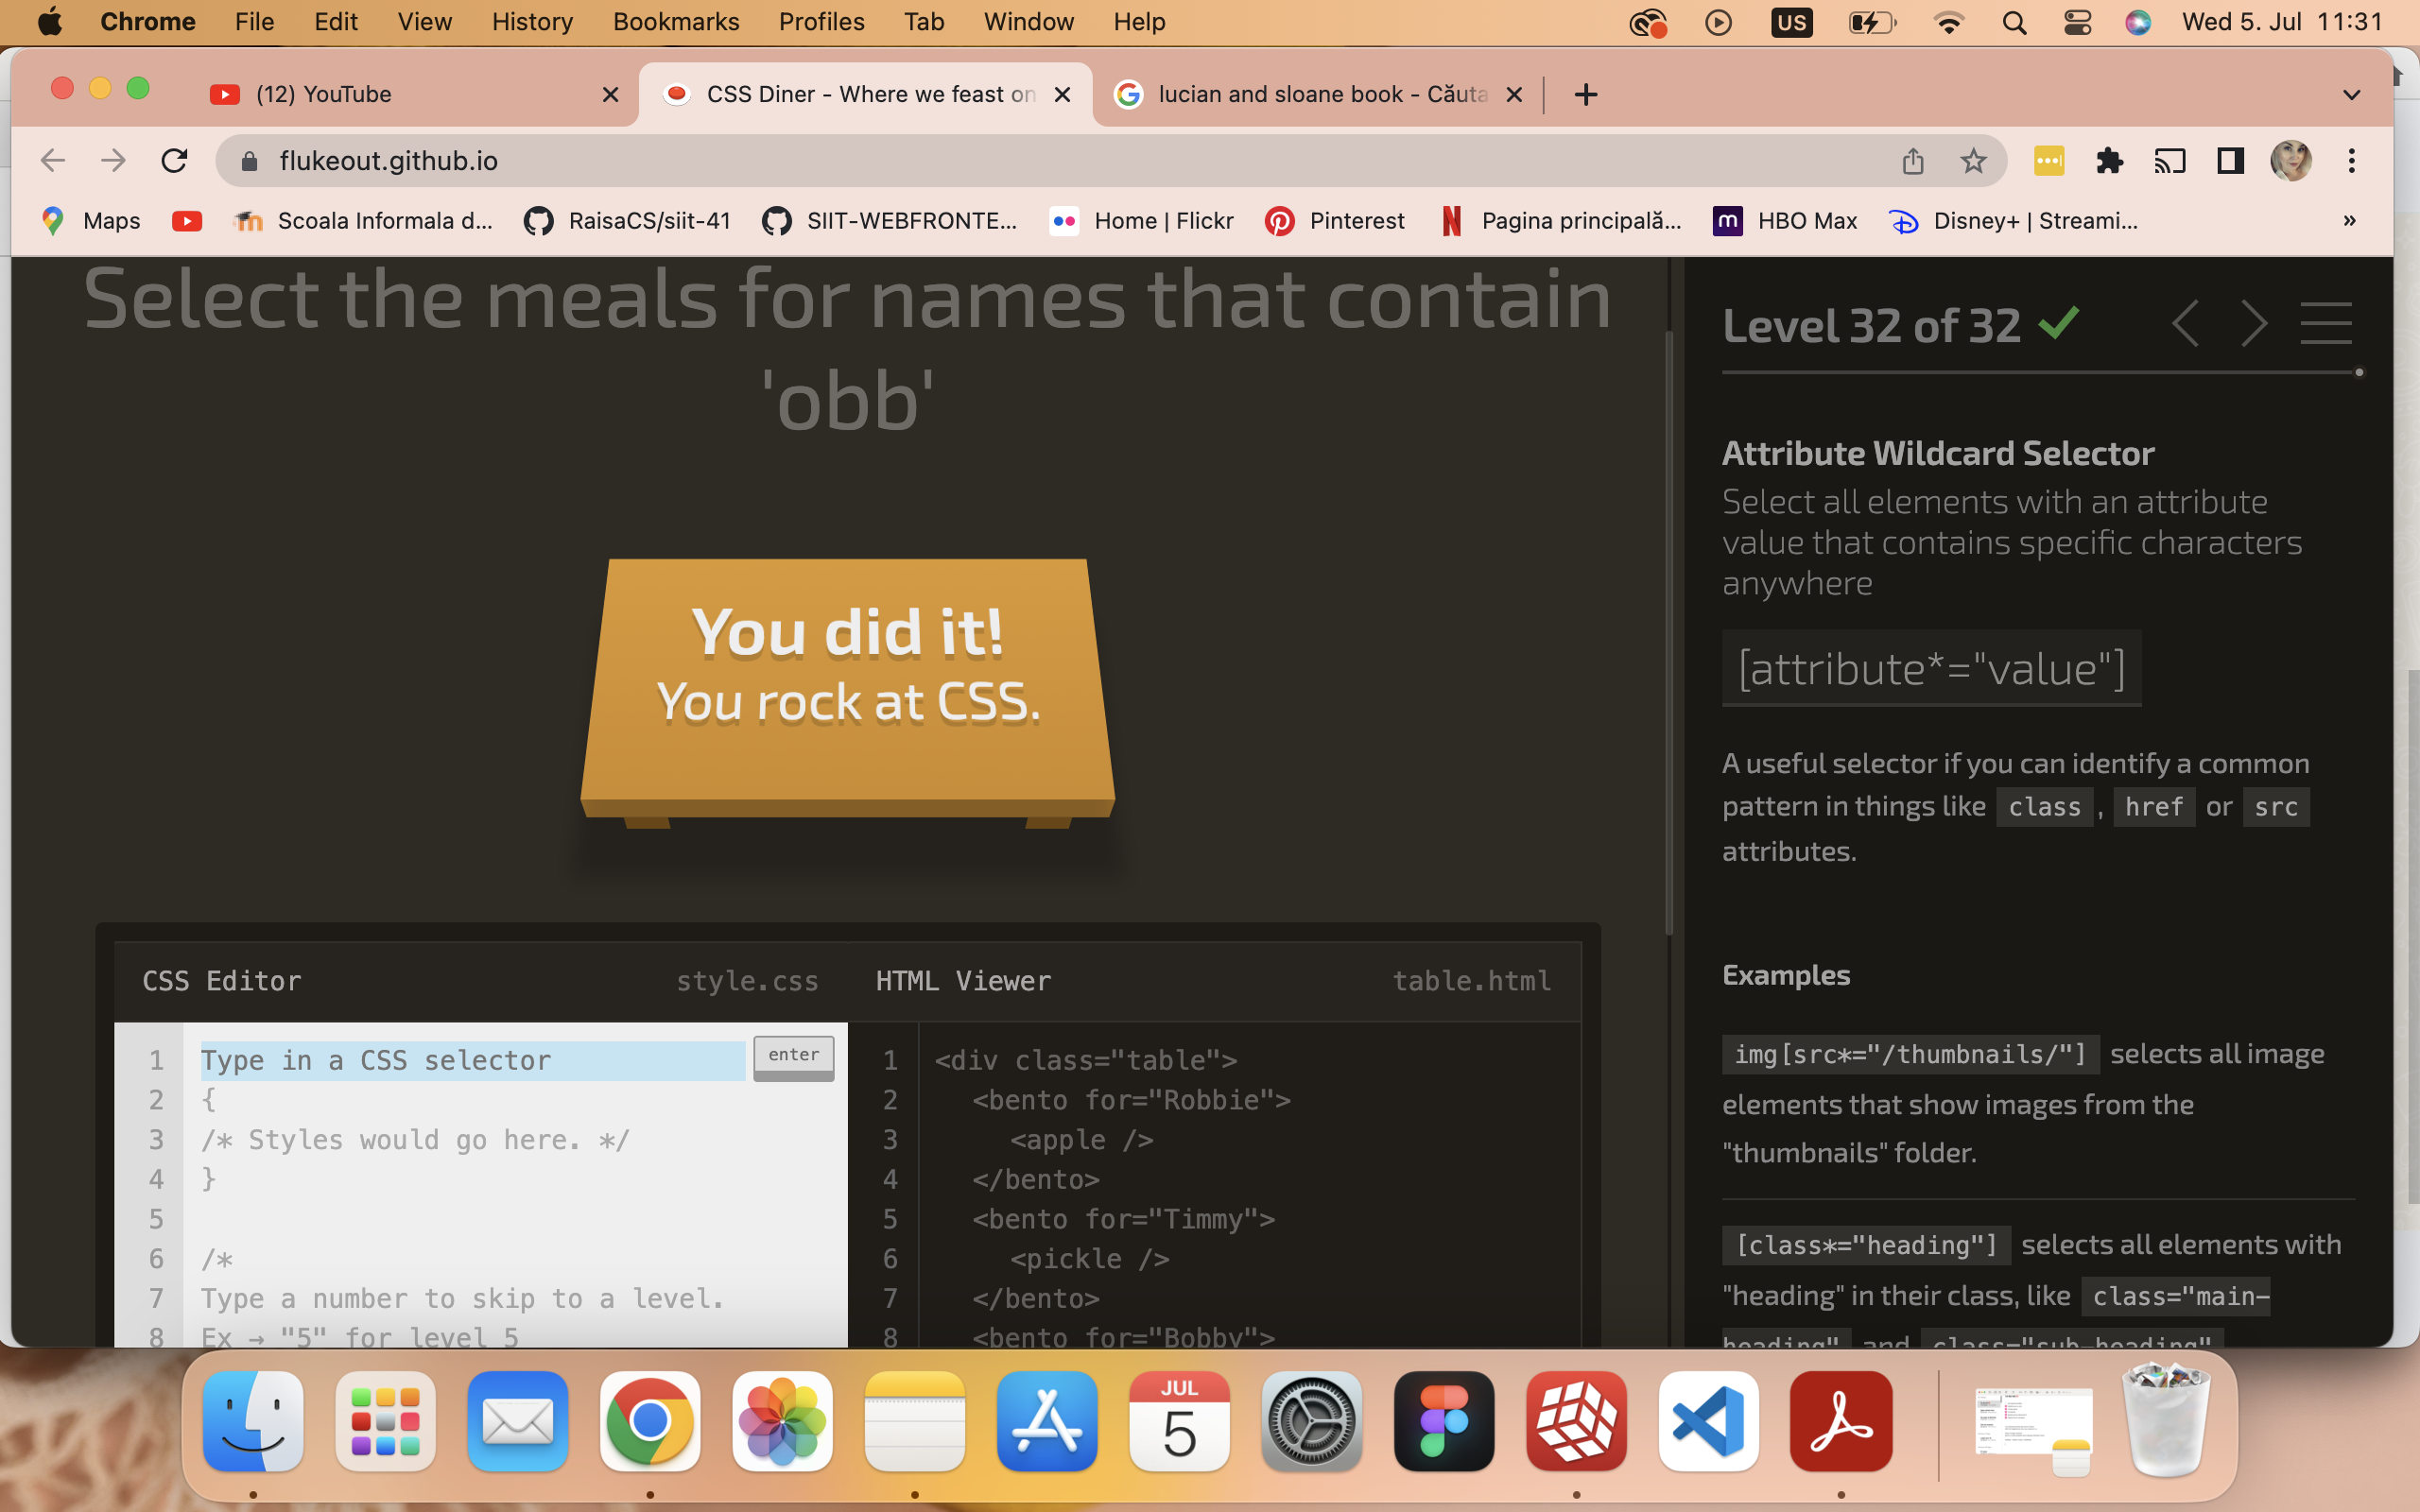 Chrome File Edit View History Bookmarks Profiles Tab Window Help US Wed 5. Jul 11:31
(12) YouTube
CSS Diner - Where we feast on
lucian and sloane book - Căuta
flukeout.github.io
Maps Scoala Informala d... RaisaCS/siit-41 SIIT-WEBFRONTE... Home | Flickr Pinterest Pagina principală... HBO Max Disney+ | Streami... »
Select the meals for names that contain
'obb'
You did it!
You rock at CSS.
CSS Editor style.css
1 Type in a CSS selector enter
2 {
3 /* Styles would go here. */
4 }
5
6 /*
7 Type a number to skip to a level.
8 Ex → "5" for level 5
HTML Viewer table.html
1 <div class="table">
2 <bento for="Robbie">
3 <apple />
4 </bento>
5 <bento for="Timmy">
6 <pickle />
7 </bento>
8 <bento for="Bobby">
Level 32 of 32
Attribute Wildcard Selector
Select all elements with an attribute
value that contains specific characters
anywhere
[attribute*="value"]
A useful selector if you can identify a common
pattern in things like class , href or src
attributes.
Examples
img[src*="/thumbnails/"] selects all image
elements that show images from the
"thumbnails" folder.
[class*="heading"] selects all elements with
"heading" in their class, like class="main-
heading" and class="sub-heading"
JUL
5